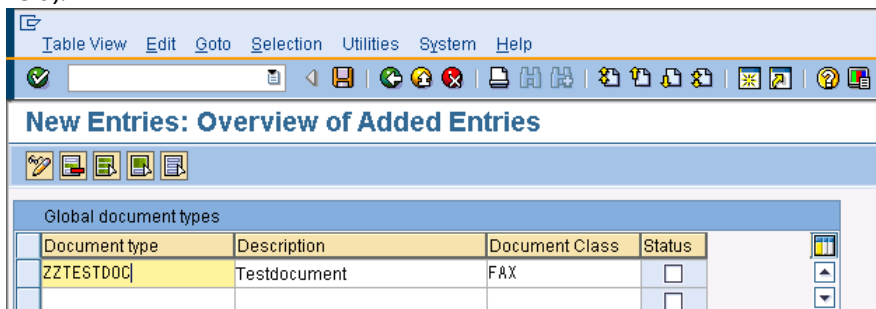 Table View Edit Goto Selection Utilities System Help
New Entries: Overview of Added Entries
Global document types
Document type Description Document Class Status
ZZTESTDOC Testdocument FAX